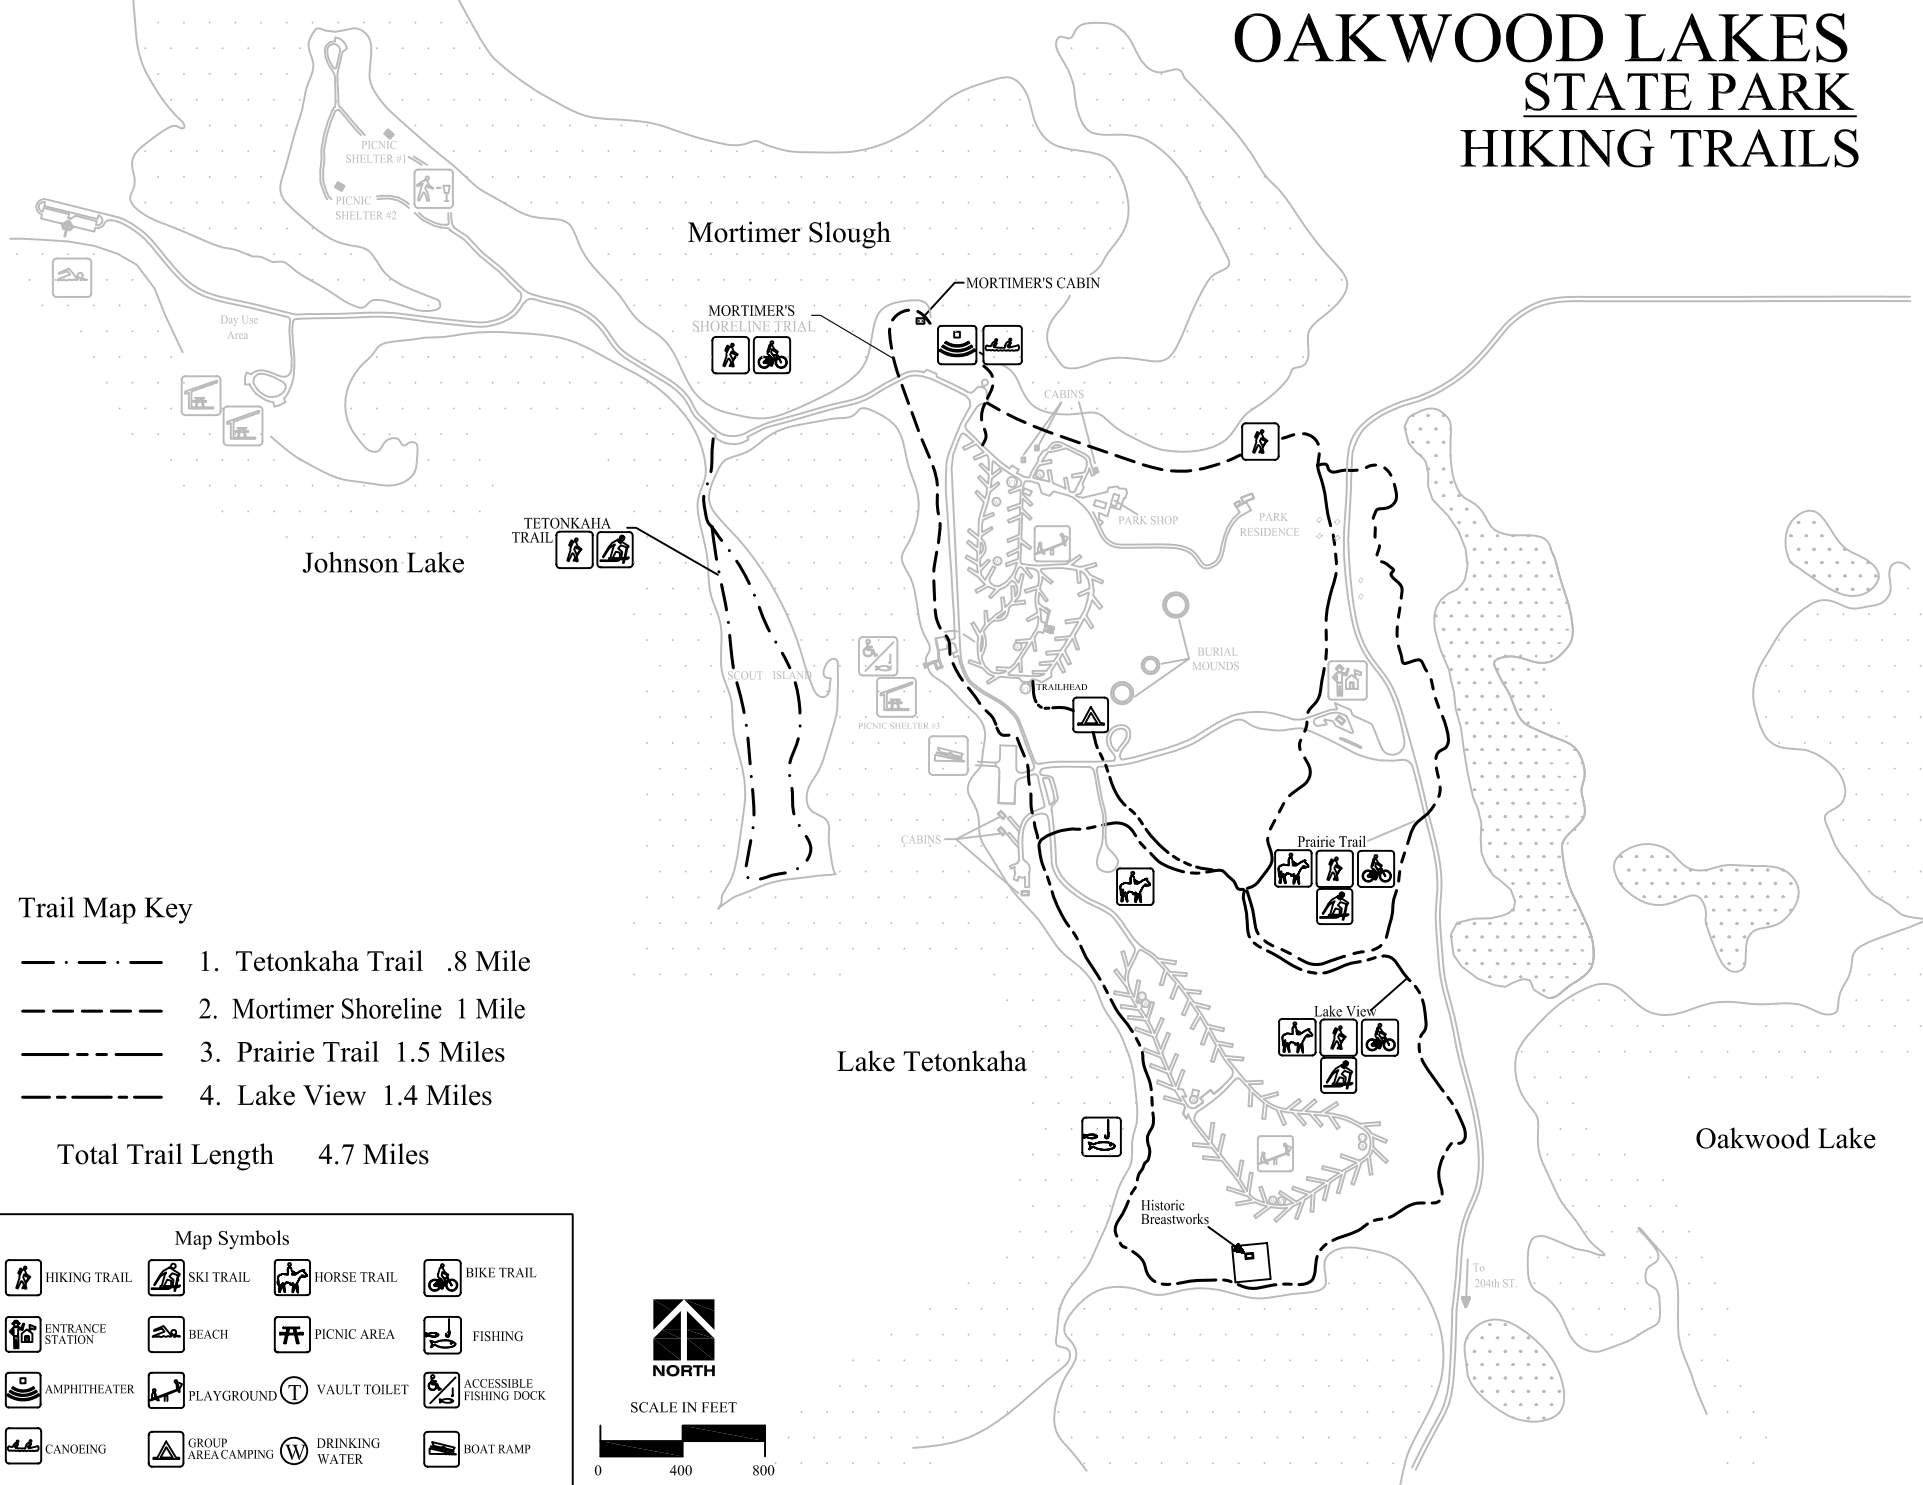 OAKWOOD LAKES
STATE PARK
HIKING TRAILS
PICNIC
SHELTER #1
PICNIC
SHELTER #2
Mortimer Slough
MORTIMER'S CABIN
MORTIMER'S
SHORELINE TRIAL
Day Use
Area
CABINS
PARK SHOP
PARK
RESIDENCE
TETONKAHA
TRAIL
Johnson Lake
BURIAL
MOUNDS
SCOUT ISLAND
TRAILHEAD
PICNIC SHELTER #3
CABINS
Prairie Trail
Lake View
Lake Tetonkaha
Oakwood Lake
Historic
Breastworks
To
204th ST.
Trail Map Key
1. Tetonkaha Trail .8 Mile
2. Mortimer Shoreline 1 Mile
3. Prairie Trail 1.5 Miles
4. Lake View 1.4 Miles
Total Trail Length 4.7 Miles
Map Symbols
HIKING TRAIL
SKI TRAIL
HORSE TRAIL
BIKE TRAIL
ENTRANCE
STATION
BEACH
PICNIC AREA
FISHING
AMPHITHEATER
PLAYGROUND
T
VAULT TOILET
ACCESSIBLE
FISHING DOCK
CANOEING
GROUP
AREA CAMPING
W
DRINKING
WATER
BOAT RAMP
NORTH
SCALE IN FEET
0 400 800